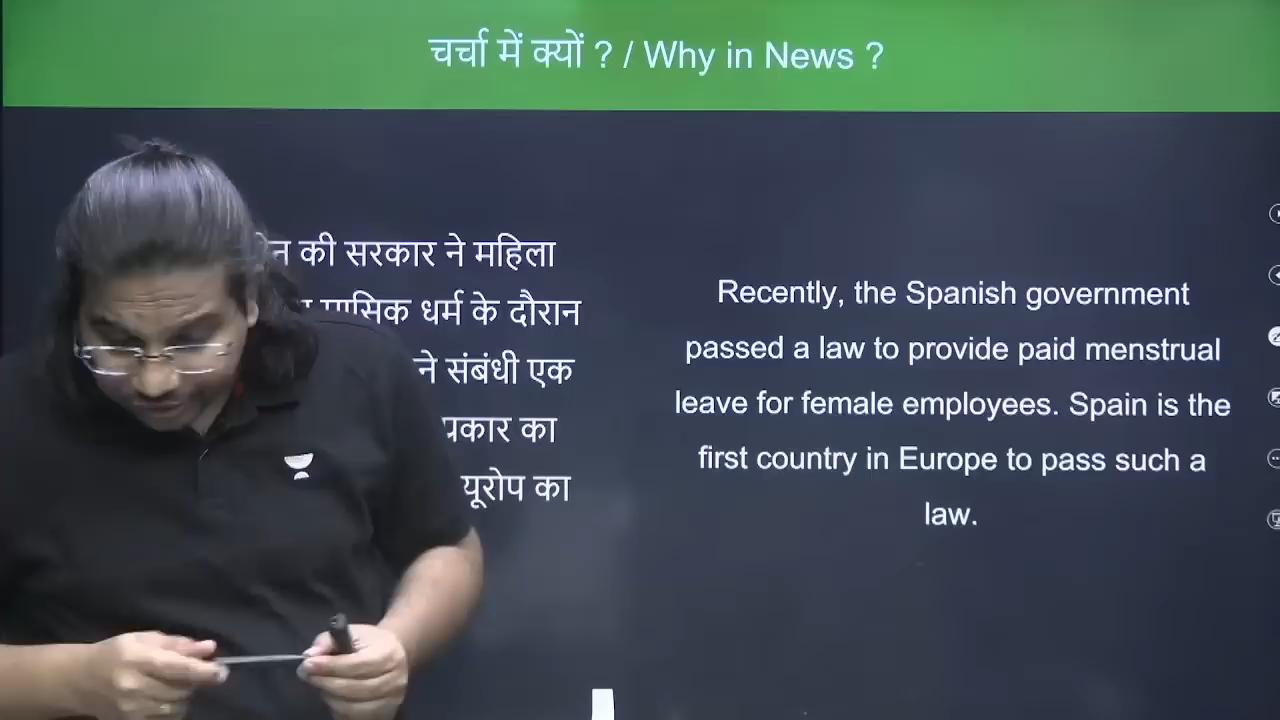 चर्चा में क्यों ? / Why in News ?
की सरकार ने महिला
मासिक धर्म के दौरान
ने संबंधी एक
प्रकार का
यूरोप का
Recently, the Spanish government
passed a law to provide paid menstrual
leave for female employees. Spain is the
first country in Europe to pass such a
law.